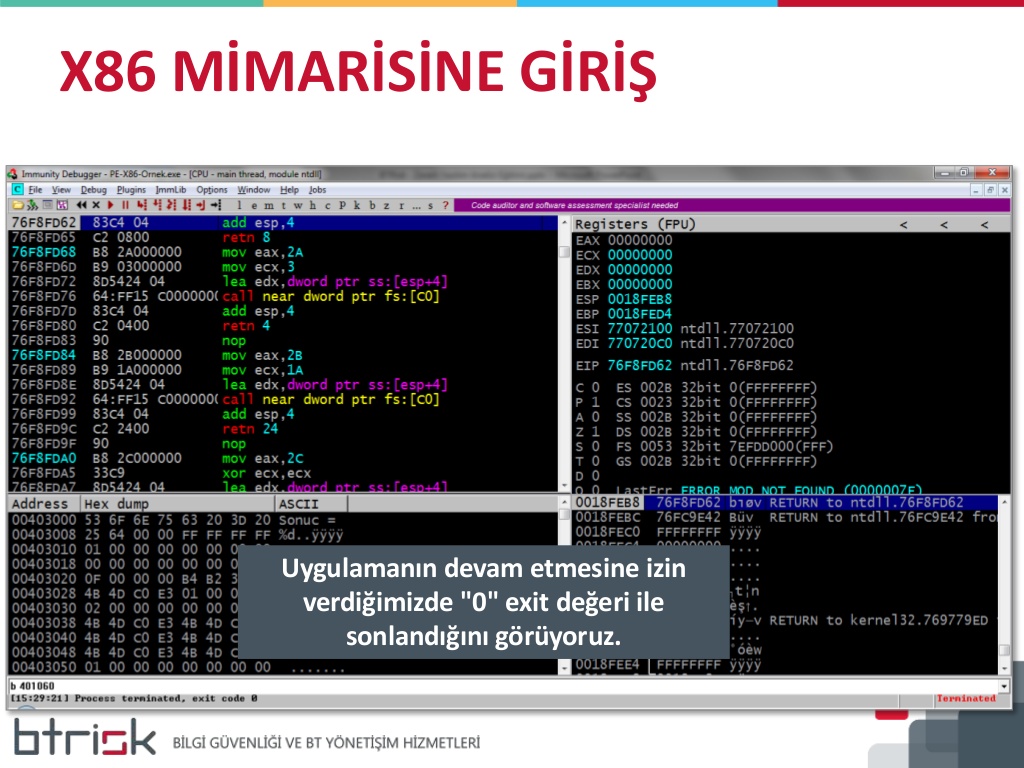 X86 MİMARİSİNE GİRİŞ
Immunity Debugger - PE-X86-Ornek.exe - [CPU - main thread, module ntdll]
File View Debug Plugins ImmLib Options Window Help Jobs
l e m t w h c P k b z r ... s ? Code auditor and software assessment specialist needed
76F8FD62 83C4 04 add esp,4
76F8FD65 C2 0800 retn 8
76F8FD68 B8 2A000000 mov eax,2A
76F8FD6D B9 03000000 mov ecx,3
76F8FD72 8D5424 04 lea edx,dword ptr ss:[esp+4]
76F8FD76 64:FF15 C0000000 call near dword ptr fs:[C0]
76F8FD7D 83C4 04 add esp,4
76F8FD80 C2 0400 retn 4
76F8FD83 90 nop
76F8FD84 B8 2B000000 mov eax,2B
76F8FD89 B9 1A000000 mov ecx,1A
76F8FD8E 8D5424 04 lea edx,dword ptr ss:[esp+4]
76F8FD92 64:FF15 C0000000 call near dword ptr fs:[C0]
76F8FD99 83C4 04 add esp,4
76F8FD9C C2 2400 retn 24
76F8FD9F 90 nop
76F8FDA0 B8 2C000000 mov eax,2C
76F8FDA5 33C9 xor ecx,ecx
76F8FDA7 8D5424 04 lea edx,dword ptr ss:[esp+4]
Registers (FPU) < < <
EAX 00000000
ECX 00000000
EDX 00000000
EBX 00000000
ESP 0018FEB8
EBP 0018FED4
ESI 77072100 ntdll.77072100
EDI 770720C0 ntdll.770720C0
EIP 76F8FD62 ntdll.76F8FD62
C 0 ES 002B 32bit 0(FFFFFFFF)
P 1 CS 0023 32bit 0(FFFFFFFF)
A 0 SS 002B 32bit 0(FFFFFFFF)
Z 1 DS 002B 32bit 0(FFFFFFFF)
S 0 FS 0053 32bit 7EFDD000(FFF)
T 0 GS 002B 32bit 0(FFFFFFFF)
D 0
O 0 LastErr ERROR_MOD_NOT_FOUND (0000007E)
Address Hex dump ASCII
00403000 53 6F 6E 75 63 20 3D 20 Sonuc =
00403008 25 64 00 00 FF FF FF FF %d..ÿÿÿÿ
00403010 01 00 00 00 00 00
00403018 00 00 00 00 00 00
00403020 0F 00 00 00 B4 B2
00403028 4B 4D C0 E3 01 00
00403030 02 00 00 00 00 00
00403038 4B 4D C0 E3 4B 4D
00403040 4B 4D C0 E3 4B 4D
00403048 4B 4D C0 E3 4B 4D
00403050 01 00 00 00 00 00 00 00 .......
0018FEB8 76F8FD62 bıøv RETURN to ntdll.76F8FD62
0018FEBC 76FC9E42 Büv RETURN to ntdll.76FC9E42 fro
0018FEC0 FFFFFFFF ÿÿÿÿ
RETURN to kernel32.769779ED
0018FEE4 FFFFFFFF ÿÿÿÿ
Uygulamanın devam etmesine izin
verdiğimizde "0" exit değeri ile
sonlandığını görüyoruz.
b 401060
[15:29:21] Process terminated, exit code 0 Terminated
btrisk BİLGİ GÜVENLİĞİ VE BT YÖNETİŞİM HİZMETLERİ